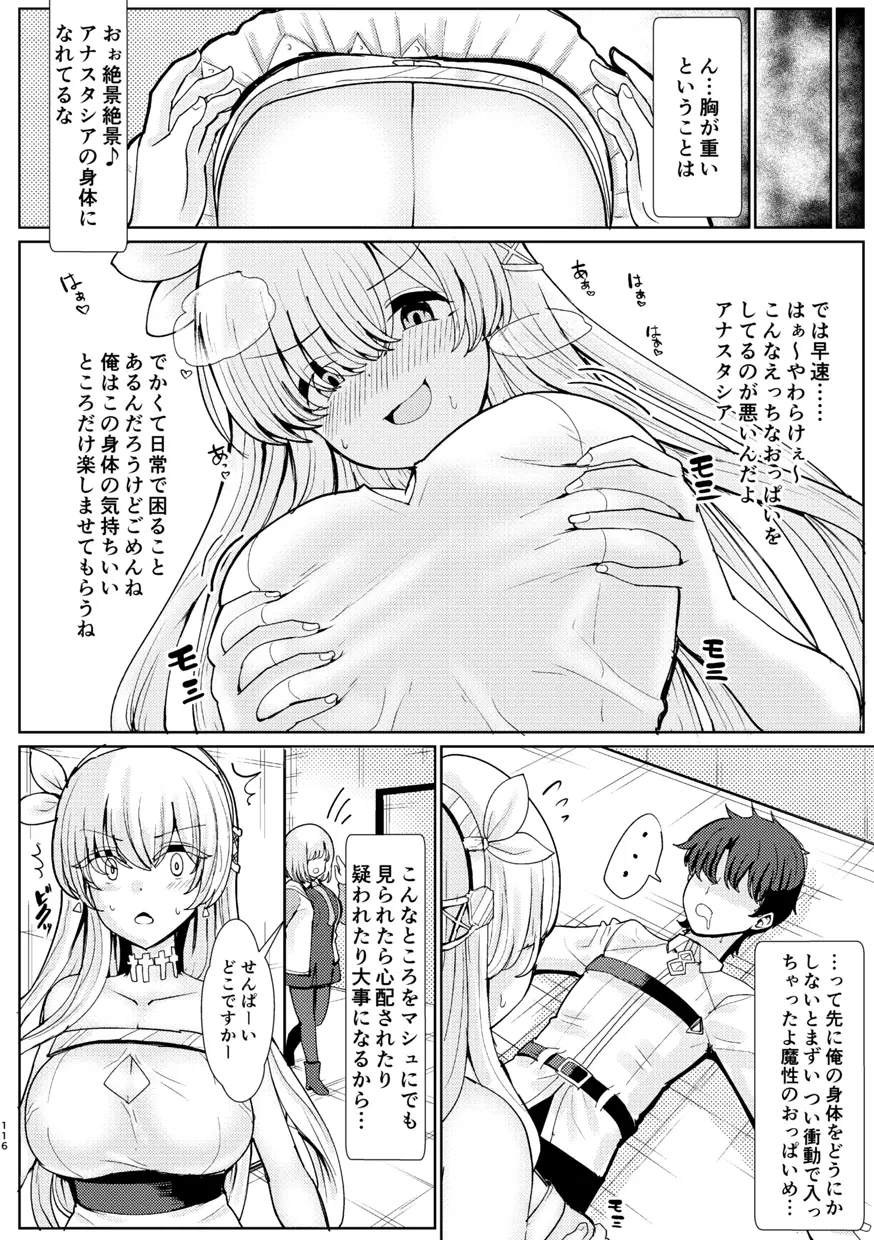 ん…胸が重い
ということは
おぉ絶景絶景♪
アナスタシアの身体に
なれてるな
では早速……
はぁ～やわらけぇ～
こんなえっちなおっぱいを
してるのが悪いんだよ
アナスタシア
はぁ♡
はぁ♡
はぁ♡
はぁ♡
あっ♡
モミ
モミ
モミ
でかくて日常で困ること
あるんだろうけどごめんね
俺はこの身体の気持ちいい
ところだけ楽しませてもらうね
…って先に俺の身体をどうにか
しないとまずい つい衝動で入っ
ちゃったよ魔性のおっぱいめ…
・・・
モミ
モミ
こんなところをマシュにでも
見られたら心配されたり
疑われたり大事になるから…
せんぱーい
どこですかー
ビクッ
116